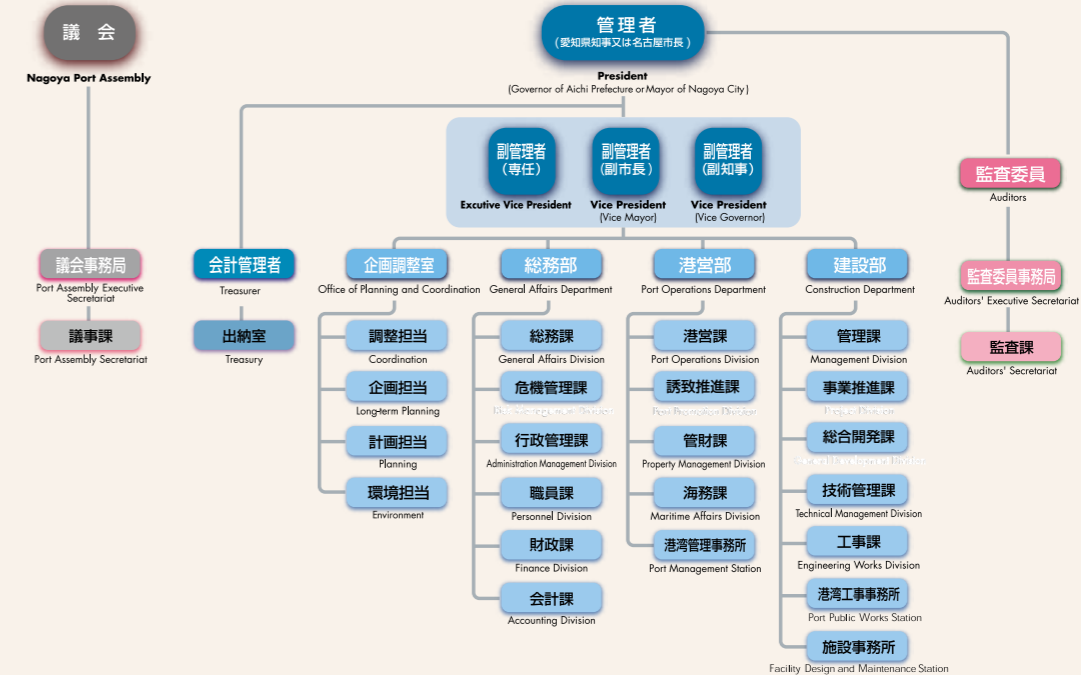 議 会
Nagoya Port Assembly
管理者
(愛知県知事又は名古屋市長)
President
(Governor of Aichi Prefecture or Mayor of Nagoya City)
副管理者
(専任)
Excutive Vice President
副管理者
(副市長)
Vice President
(Vice Mayor)
副管理者
(副知事)
Vice President
(Vice Governor)
監査委員
Auditors
議会事務局
Port Assembly Executive
Secretariat
議事課
Port Assembly Secretariat
会計管理者
Treasurer
出納室
Treasury
企画調整室
Office of Planning and Coordination
調整担当
Coordination
企画担当
Long-term Planning
計画担当
Planning
環境担当
Environment
総務部
General Affairs Department
総務課
General Affairs Division
危機管理課
行政管理課
Administration Management Division
職員課
Personnel Division
財政課
Finance Division
会計課
Accounting Division
港営部
Port Operations Department
港営課
Port Operations Division
誘致推進課
Port Promotion Division
管財課
Property Management Division
海務課
Maritime Affairs Division
港湾管理事務所
Port Management Station
建設部
Construction Department
管理課
Management Division
事業推進課
Project Division
総合開発課
技術管理課
Technical Management Division
工事課
Engineering Works Division
港湾工事事務所
Port Public Works Station
施設事務所
Facility Design and Maintenance Station
監査委員事務局
Auditors' Executive Secretariat
監査課
Auditors' Secretariat